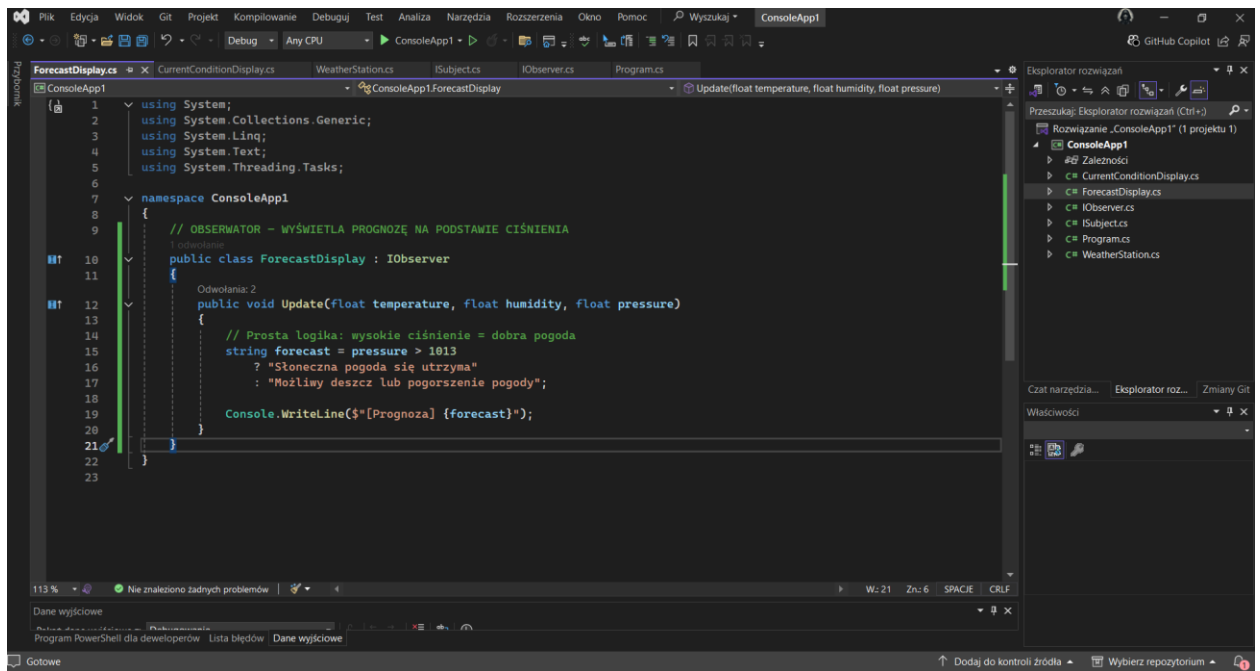 Plik Edycja Widok Git Projekt Kompilowanie Debuguj Test Analiza Narzędzia Rozszerzenia Okno Pomoc Wyszukaj ConsoleApp1
Debug Any CPU ConsoleApp1 GitHub Copilot
Przybornik
ForecastDisplay.cs CurrentConditionDisplay.cs WeatherStation.cs ISubject.cs IObserver.cs Program.cs
ConsoleApp1 ConsoleApp1.ForecastDisplay Update(float temperature, float humidity, float pressure)
1 using System;
2 using System.Collections.Generic;
3 using System.Linq;
4 using System.Text;
5 using System.Threading.Tasks;
6
7 namespace ConsoleApp1
8 {
9 // OBSERWATOR – WYŚWIETLA PROGNOZĘ NA PODSTAWIE CIŚNIENIA
1 odwołanie
10 public class ForecastDisplay : IObserver
11 {
Odwołania: 2
12 public void Update(float temperature, float humidity, float pressure)
13 {
14 // Prosta logika: wysokie ciśnienie = dobra pogoda
15 string forecast = pressure > 1013
16 ? "Słoneczna pogoda się utrzyma"
17 : "Możliwy deszcz lub pogorszenie pogody";
18
19 Console.WriteLine($"[Prognoza] {forecast}");
20 }
21 }
22 }
23
113 % Nie znaleziono żadnych problemów W.: 21 Zn.: 6 SPACJE CRLF
Dane wyjściowe
Program PowerShell dla deweloperów Lista błędów Dane wyjściowe
Eksplorator rozwiązań
Przeszukaj: Eksplorator rozwiązań (Ctrl+;)
Rozwiązanie „ConsoleApp1" (1 projektu 1)
ConsoleApp1
Zależności
C# CurrentConditionDisplay.cs
C# ForecastDisplay.cs
C# IObserver.cs
C# ISubject.cs
C# Program.cs
C# WeatherStation.cs
Czat narzędzia... Eksplorator roz... Zmiany Git
Właściwości
Gotowe Dodaj do kontroli źródła Wybierz repozytorium